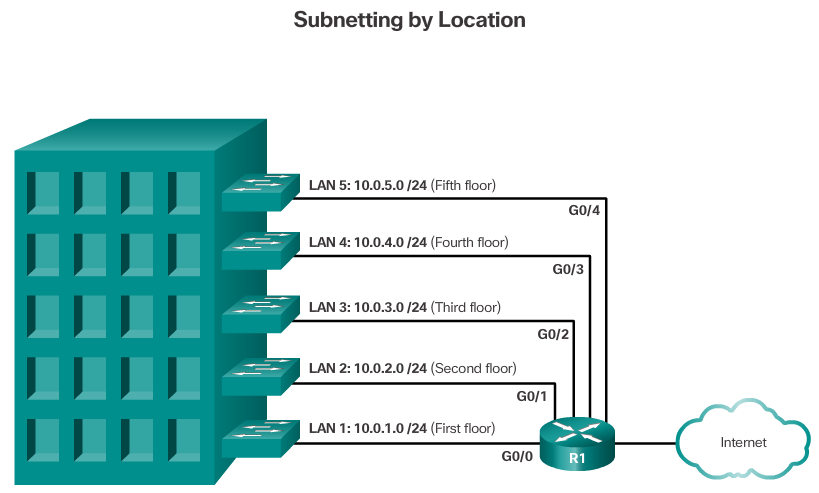 Subnetting by Location
LAN 5: 10.0.5.0 /24 (Fifth floor)
G0/4
LAN 4: 10.0.4.0 /24 (Fourth floor)
G0/3
LAN 3: 10.0.3.0 /24 (Third floor)
G0/2
LAN 2: 10.0.2.0 /24 (Second floor)
G0/1
LAN 1: 10.0.1.0 /24 (First floor)
G0/0
R1
Internet